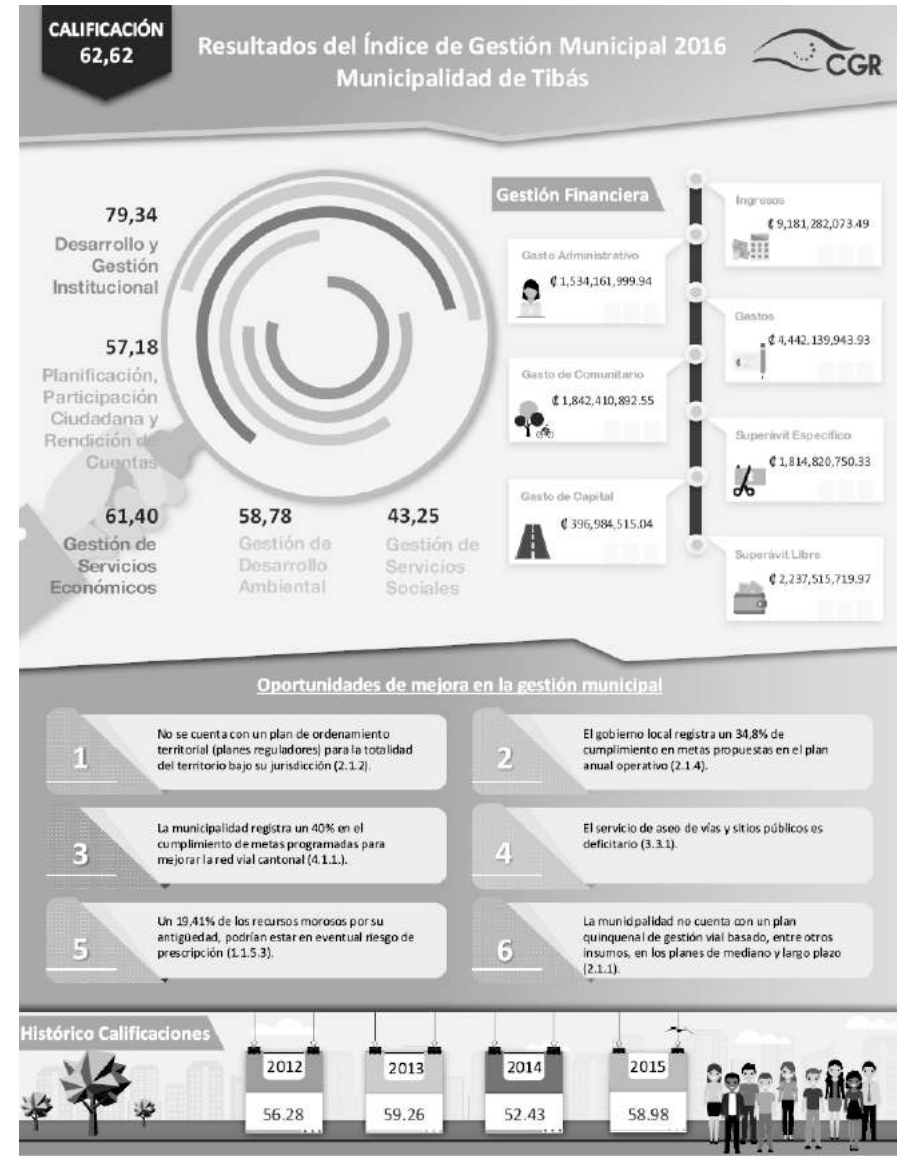 CALIFICACIÓN
62,62
Resultados del Índice de Gestión Municipal 2016
Municipalidad de Tibás
CGR
79,34
Desarrollo y
Gestión
Institucional
57,18
Planificación,
Participación
Ciudadana y
Rendición de
Cuentas
61,40
Gestión de
Servicios
Económicos
58,78
Gestión de
Desarrollo
Ambiental
43,25
Gestión de
Servicios
Sociales
Gestión Financiera
Ingresos
₡ 9,181,282,073.49
Gasto Administrativo
₡ 1,534,161,999.94
Gastos
₡ 4,442,139,943.93
Gasto de Comunitario
₡ 1,842,410,892.55
Superávit Específico
₡ 1,814,820,750.33
Gasto de Capital
₡ 396,984,515.04
Superávit Libre
₡ 2,237,515,719.97
Oportunidades de mejora en la gestión municipal
1
No se cuenta con un plan de ordenamiento
territorial (planes reguladores) para la totalidad
del territorio bajo su jurisdicción (2.1.2).
2
El gobierno local registra un 34,8% de
cumplimiento en metas propuestas en el plan
anual operativo (2.1.4).
3
La municipalidad registra un 40% en el
cumplimiento de metas programadas para
mejorar la red vial cantonal (4.1.1.).
4
El servicio de aseo de vías y sitios públicos es
deficitario (3.3.1).
5
Un 19,41% de los recursos morosos por su
antigüedad, podrían estar en eventual riesgo de
prescripción (1.1.5.3).
6
La municipalidad no cuenta con un plan
quinquenal de gestión vial basado, entre otros
insumos, en los planes de mediano y largo plazo
(2.1.1).
Histórico Calificaciones
2012
56.28
2013
59.26
2014
52.43
2015
58.98